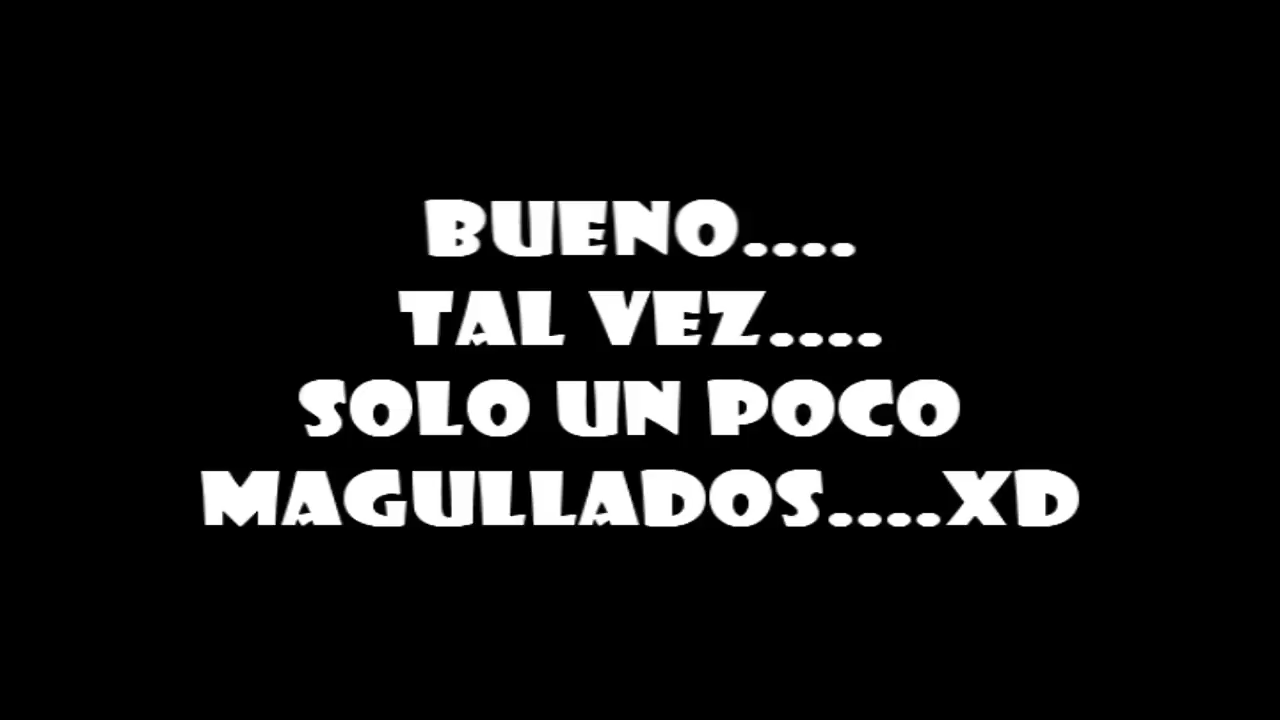 BUENO....
TAL VEZ....
SOLO UN POCO
MAGULLADOS....XD